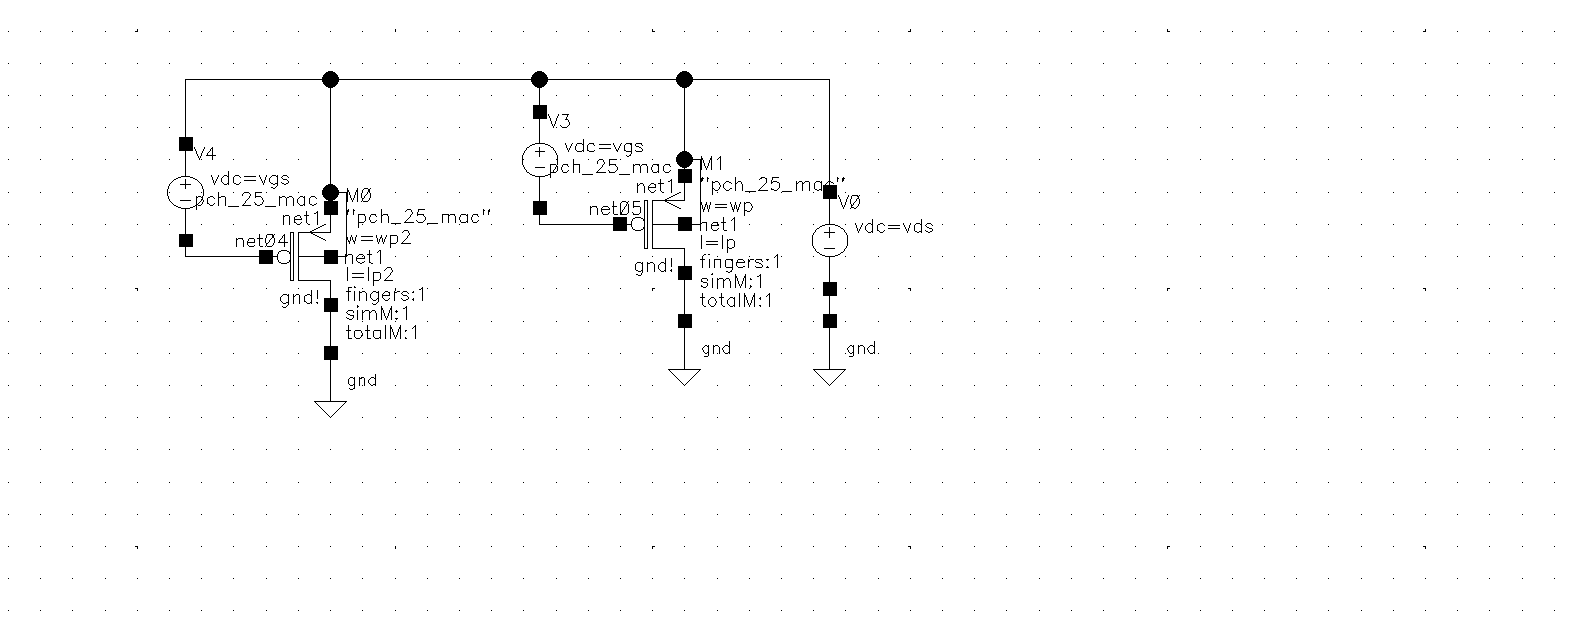 V4
vdc=vgs
pch_25_mac
net1
net04
gnd!
M0
"pch_25_mac"
w=wp2
net1
l=lp2
fingers:1
simM:1
totalM:1
gnd
V3
vdc=vgs
pch_25_mac
net1
net05
gnd!
M1
"pch_25_mac"
w=wp
net1
l=lp
fingers:1
simM:1
totalM:1
gnd
V0
vdc=vds
gnd